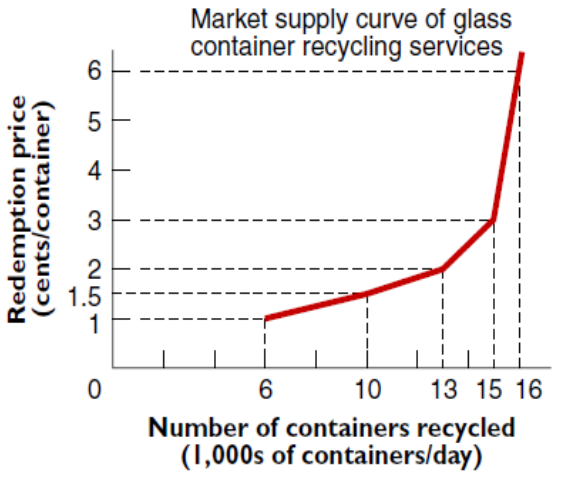 Market supply curve of glass
container recycling services
Redemption price
(cents/container)
6
5
4
3
2
1.5
1
0 6 10 13 15 16
Number of containers recycled
(1,000s of containers/day)